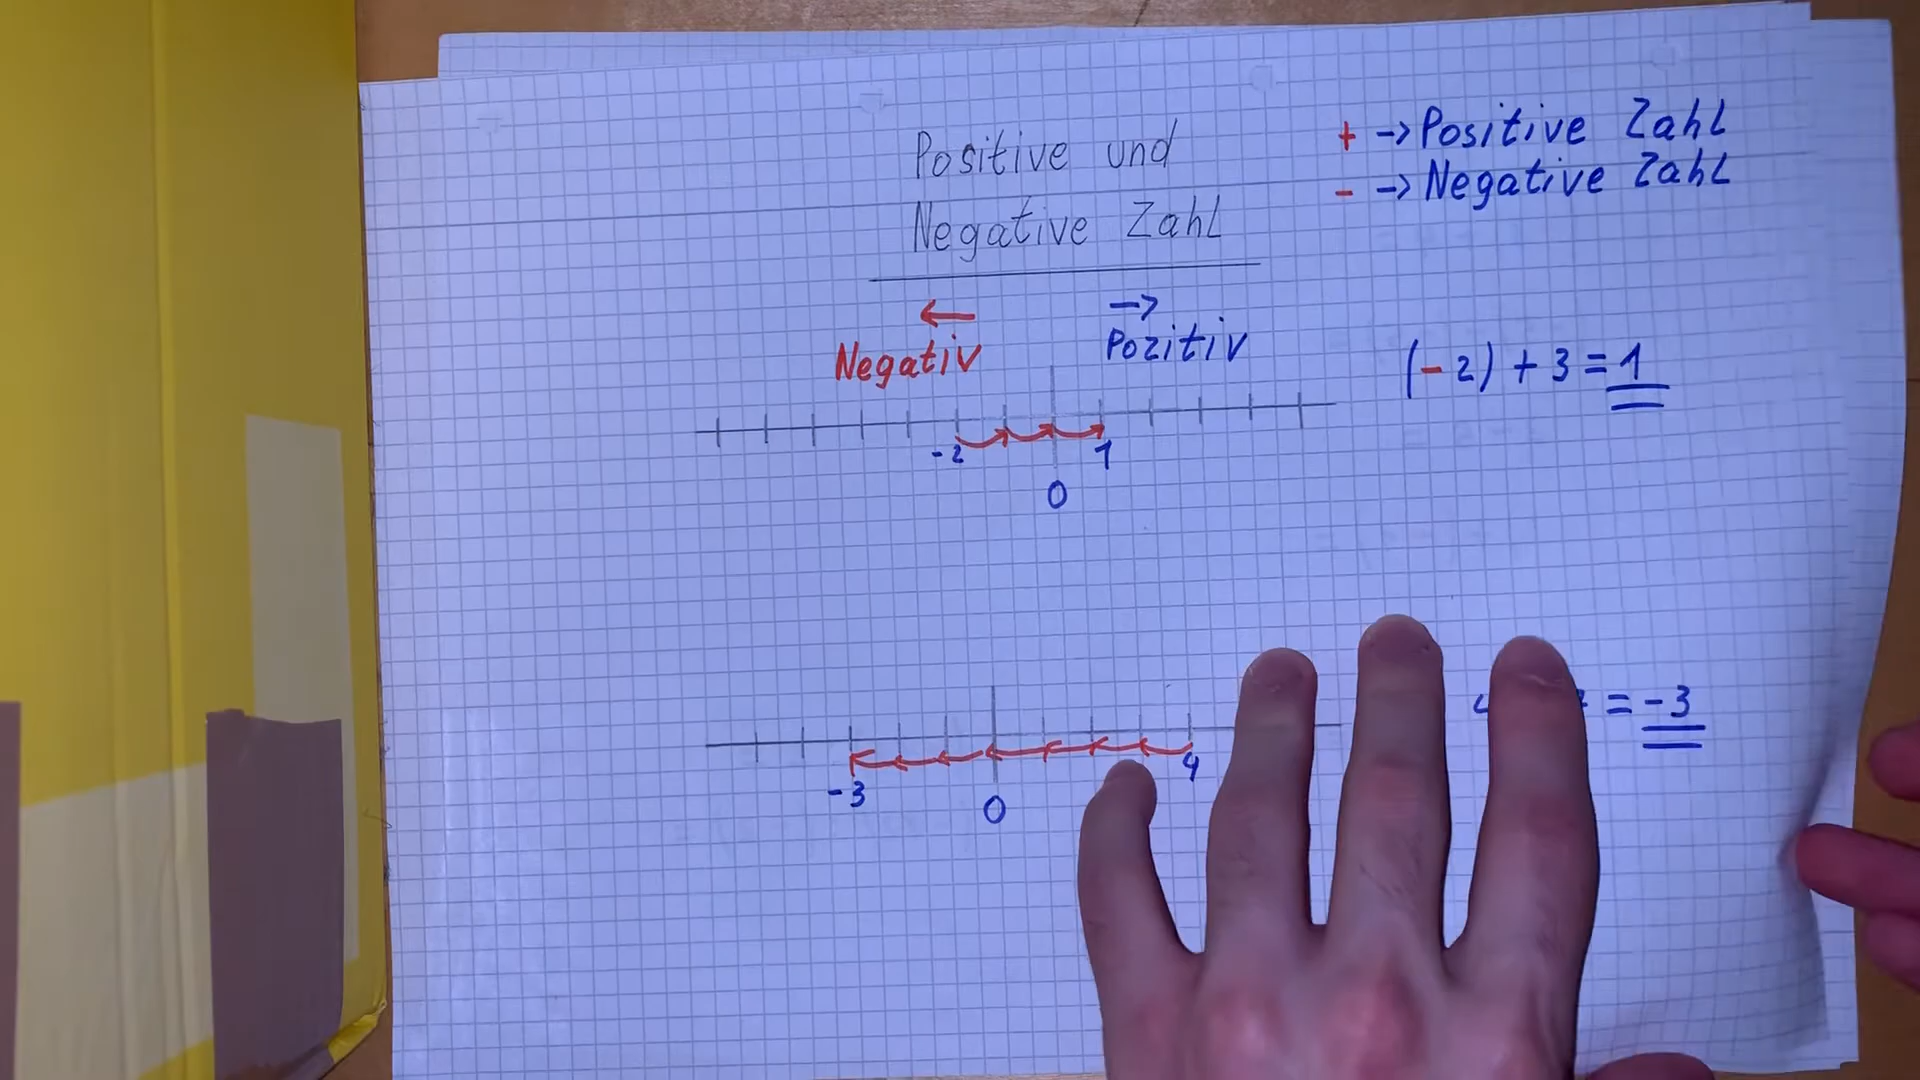 Positive und
Negative Zahl
+ -> Positive Zahl
- -> Negative Zahl
← →
Negativ Pozitiv
(-2) + 3 = 1
-2 1
0
= -3
4
-3
0